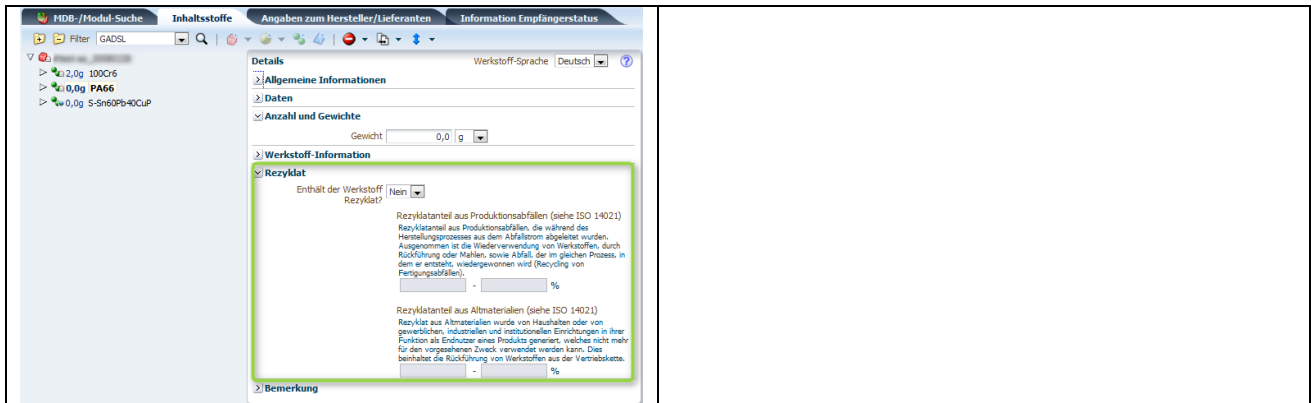 MDB-/Modul-Suche Inhaltsstoffe Angaben zum Hersteller/Lieferanten Information Empfängerstatus
Filter GADSL
2,0g 100Cr6
0,0g PA66
0,0g S-Sn60Pb40CuP
Details Werkstoff-Sprache Deutsch
Allgemeine Informationen
Daten
Anzahl und Gewichte
Gewicht 0,0 g
Werkstoff-Information
Rezyklat
Enthält der Werkstoff Nein
Rezyklat?
Rezyklatanteil aus Produktionsabfällen (siehe ISO 14021)
Rezyklatanteil aus Produktionsabfällen, die während des
Herstellungsprozesses aus dem Abfallstrom abgeleitet wurden.
Ausgenommen ist die Wiederverwendung von Werkstoffen, durch
Rückführung oder Mahlen, sowie Abfall, der im gleichen Prozess, in
dem er entsteht, wiedergewonnen wird (Recycling von
Fertigungsabfällen).
- %
Rezyklatanteil aus Altmaterialien (siehe ISO 14021)
Rezyklat aus Altmaterialien wurde von Haushalten oder von
gewerblichen, industriellen und institutionellen Einrichtungen in ihrer
Funktion als Endnutzer eines Produkts generiert, welches nicht mehr
für den vorgesehenen Zweck verwendet werden kann. Dies
beinhaltet die Rückführung von Werkstoffen aus der Vertriebskette.
- %
Bemerkung